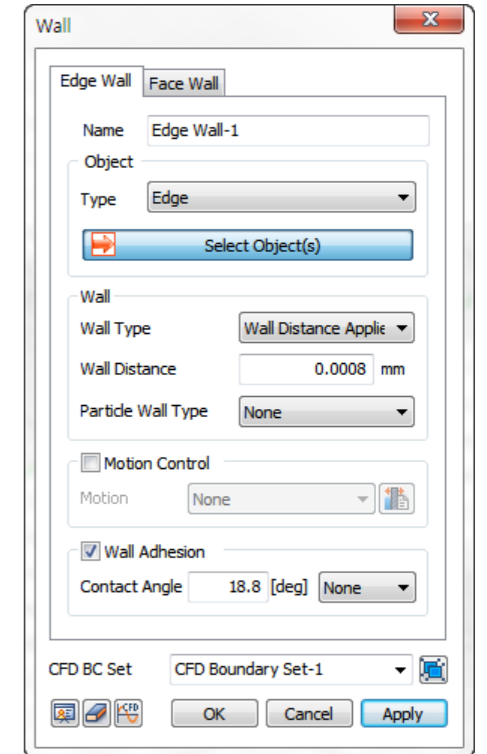 Wall
Edge Wall Face Wall
Name Edge Wall-1
Object
Type Edge
Select Object(s)
Wall
Wall Type Wall Distance Applie
Wall Distance 0.0008 mm
Particle Wall Type None
Motion Control
Motion None
Wall Adhesion
Contact Angle 18.8 [deg] None
CFD BC Set CFD Boundary Set-1
CFD OK Cancel Apply